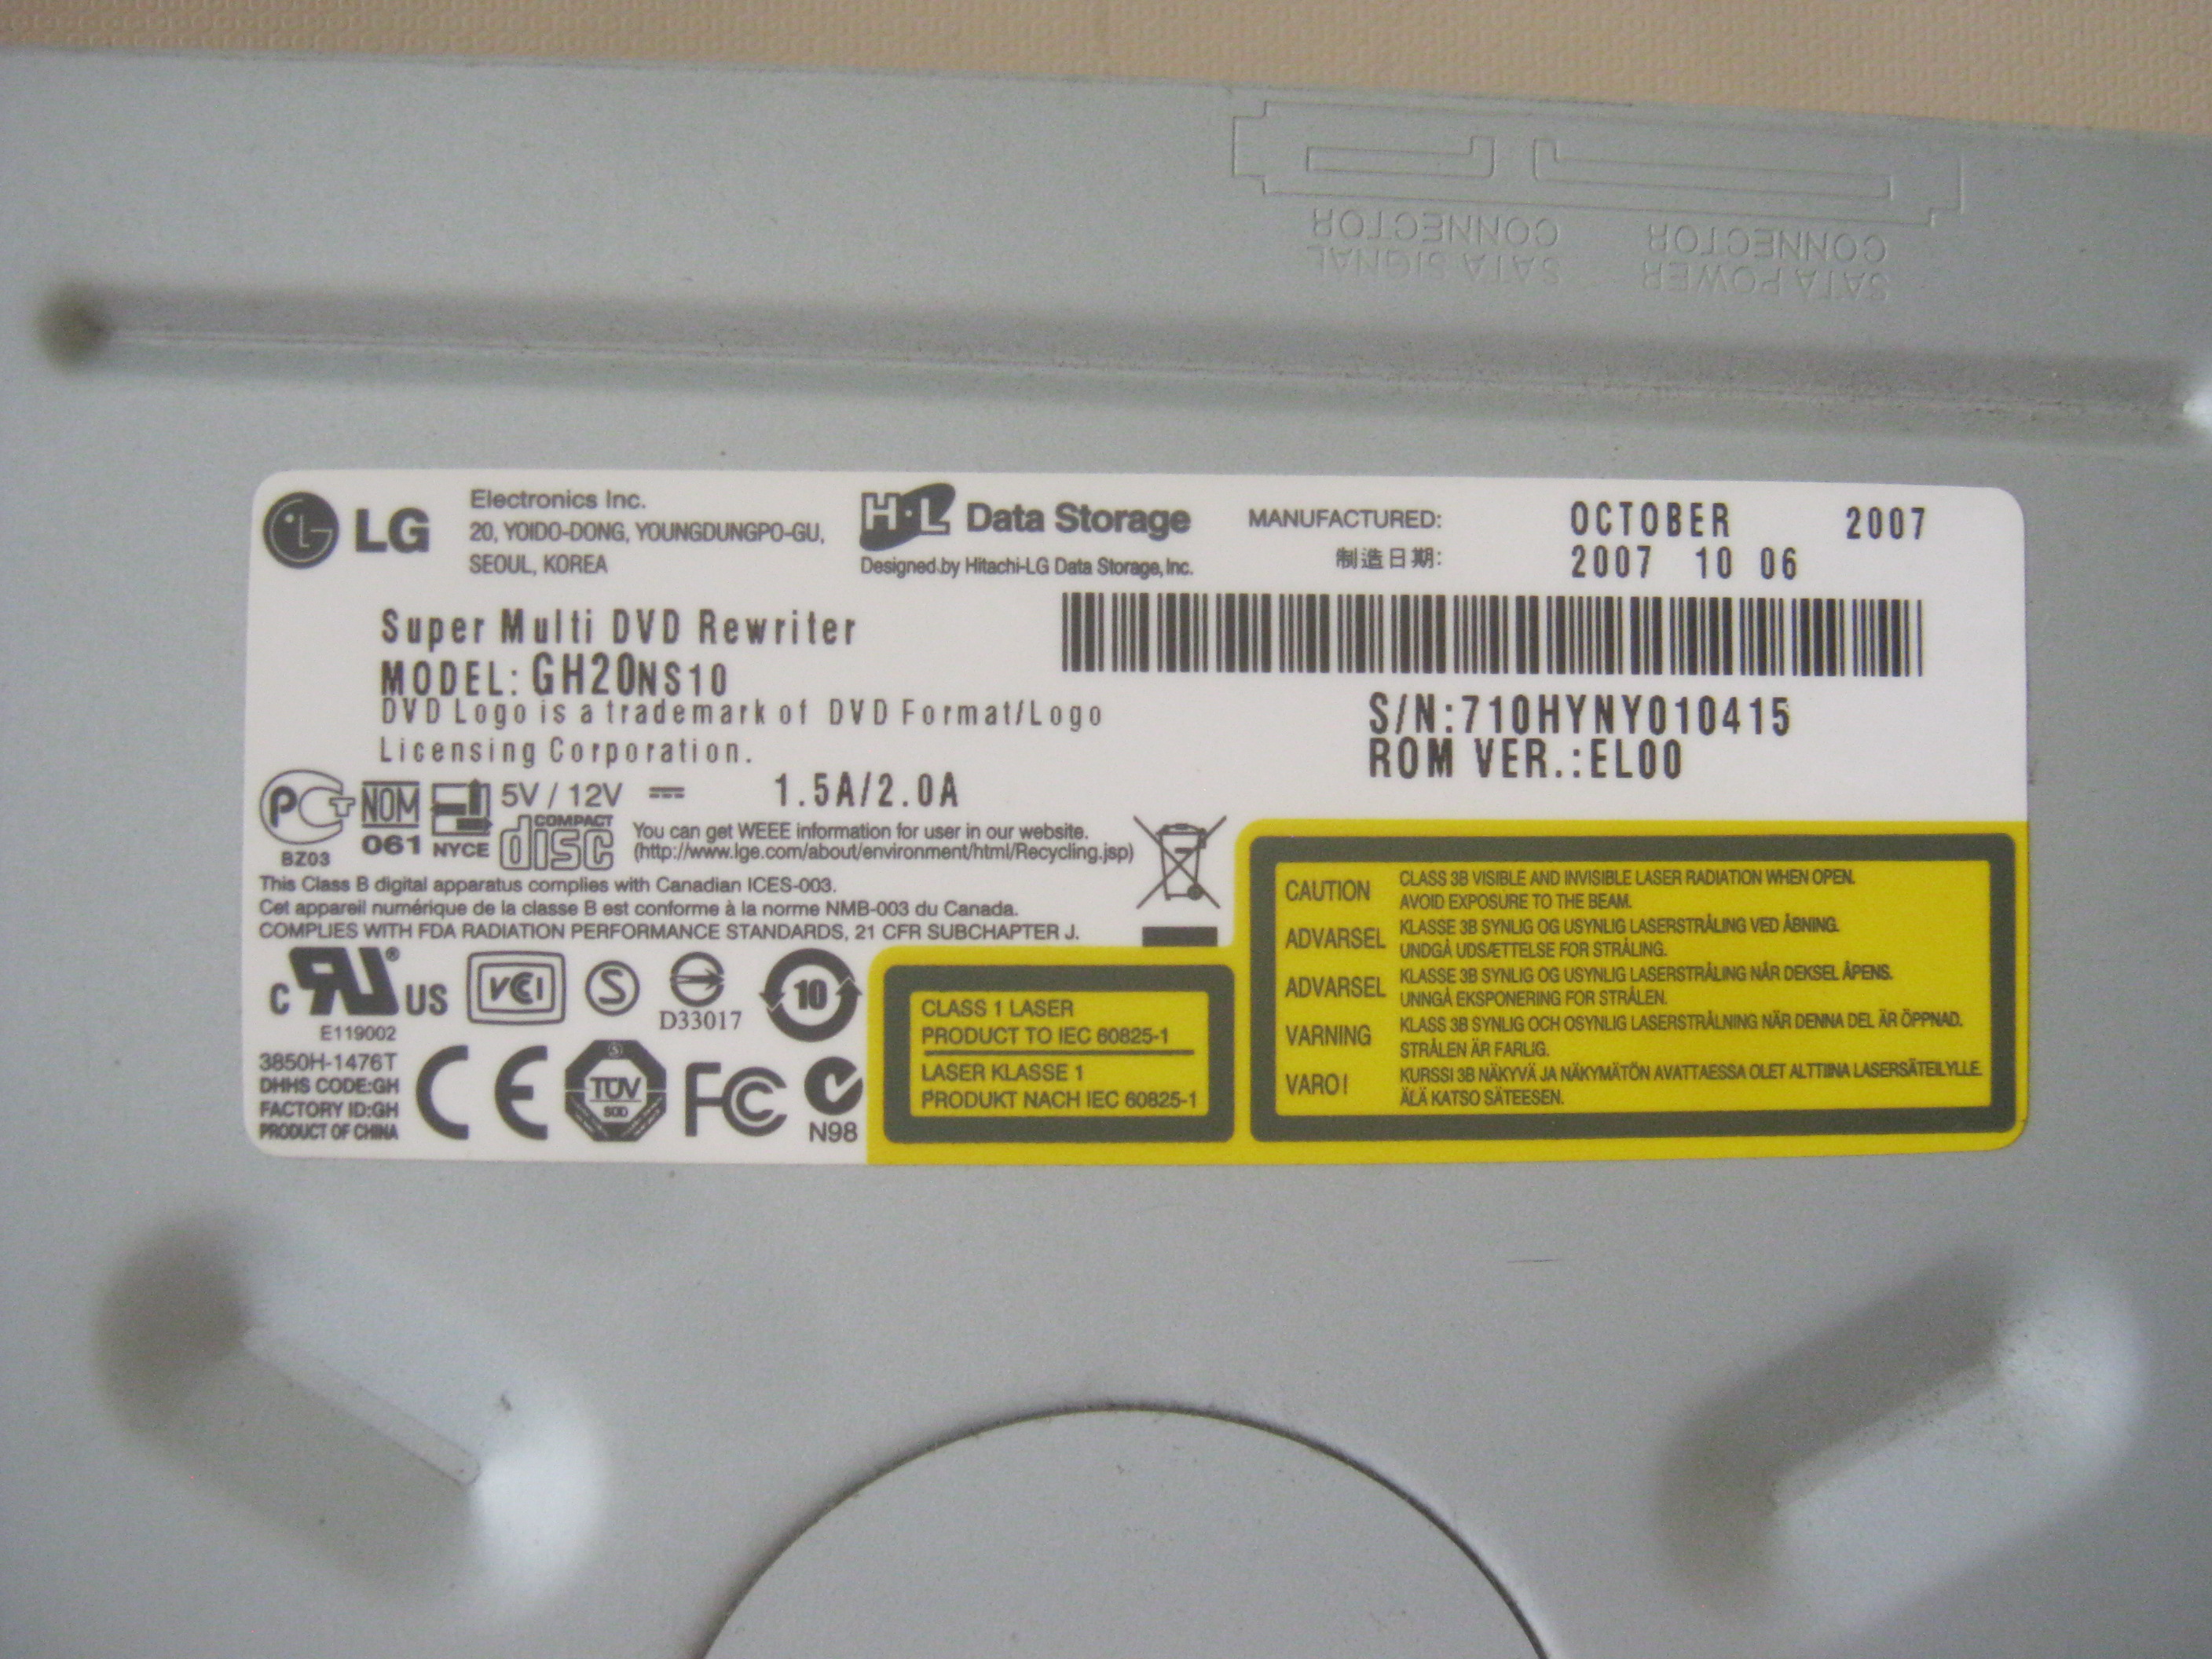 SATA SIGNAL
CONNECTOR
SATA POWER
CONNECTOR
LG
Electronics Inc.
20, YOIDO-DONG, YOUNGDUNGPO-GU,
SEOUL, KOREA
H·L Data Storage
Designed by Hitachi-LG Data Storage, Inc.
MANUFACTURED: OCTOBER 2007
制造日期: 2007 10 06
Super Multi DVD Rewriter
MODEL: GH20NS10
DVD Logo is a trademark of DVD Format/Logo
Licensing Corporation.
S/N:710HYNY010415
ROM VER.:EL00
PCT
BZ03
NOM
061
NYCE
5V / 12V 1.5A/2.0A
COMPACT
disc
You can get WEEE information for user in our website.
(http://www.lge.com/about/environment/html/Recycling.jsp)
This Class B digital apparatus complies with Canadian ICES-003.
Cet appareil numérique de la classe B est conforme à la norme NMB-003 du Canada.
COMPLIES WITH FDA RADIATION PERFORMANCE STANDARDS, 21 CFR SUBCHAPTER J.
C RU® US
E119002
VCI
S
D33017
10
3850H-1476T
DHHS CODE:GH
FACTORY ID:GH
PRODUCT OF CHINA
CE
TÜV
FC
N98
CLASS 1 LASER
PRODUCT TO IEC 60825-1
LASER KLASSE 1
PRODUKT NACH IEC 60825-1
CAUTION CLASS 3B VISIBLE AND INVISIBLE LASER RADIATION WHEN OPEN.
AVOID EXPOSURE TO THE BEAM.
ADVARSEL KLASSE 3B SYNLIG OG USYNLIG LASERSTRÅLING VED ÅBNING.
UNDGÅ UDSÆTTELSE FOR STRÅLING.
ADVARSEL KLASSE 3B SYNLIG OG USYNLIG LASERSTRÅLING NÅR DEKSEL ÅPENS.
UNNGÅ EKSPONERING FOR STRÅLEN.
VARNING KLASS 3B SYNLIG OCH OSYNLIG LASERSTRÅLNING NÄR DENNA DEL ÄR ÖPPNAD.
STRÅLEN ÄR FARLIG.
VARO! KURSSI 3B NÄKYVÄ JA NÄKYMÄTÖN AVATTAESSA OLET ALTTIINA LASERSÄTEILYLLE.
ÄLÄ KATSO SÄTEESEN.